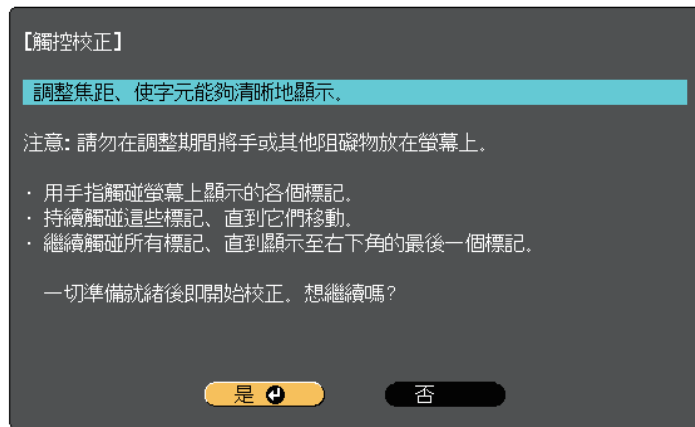 【觸控校正】
調整焦距、使字元能夠清晰地顯示.
注意: 請勿在調整期間將手或其他阻礙物放在螢幕上.
· 用手指觸碰螢幕上顯示的各個標記.
· 持續觸碰這些標記、直到它們移動.
· 繼續觸碰所有標記、直到顯示至右下角的最後一個標記.
一切準備就緒後即開始校正. 想繼續嗎?
是
否